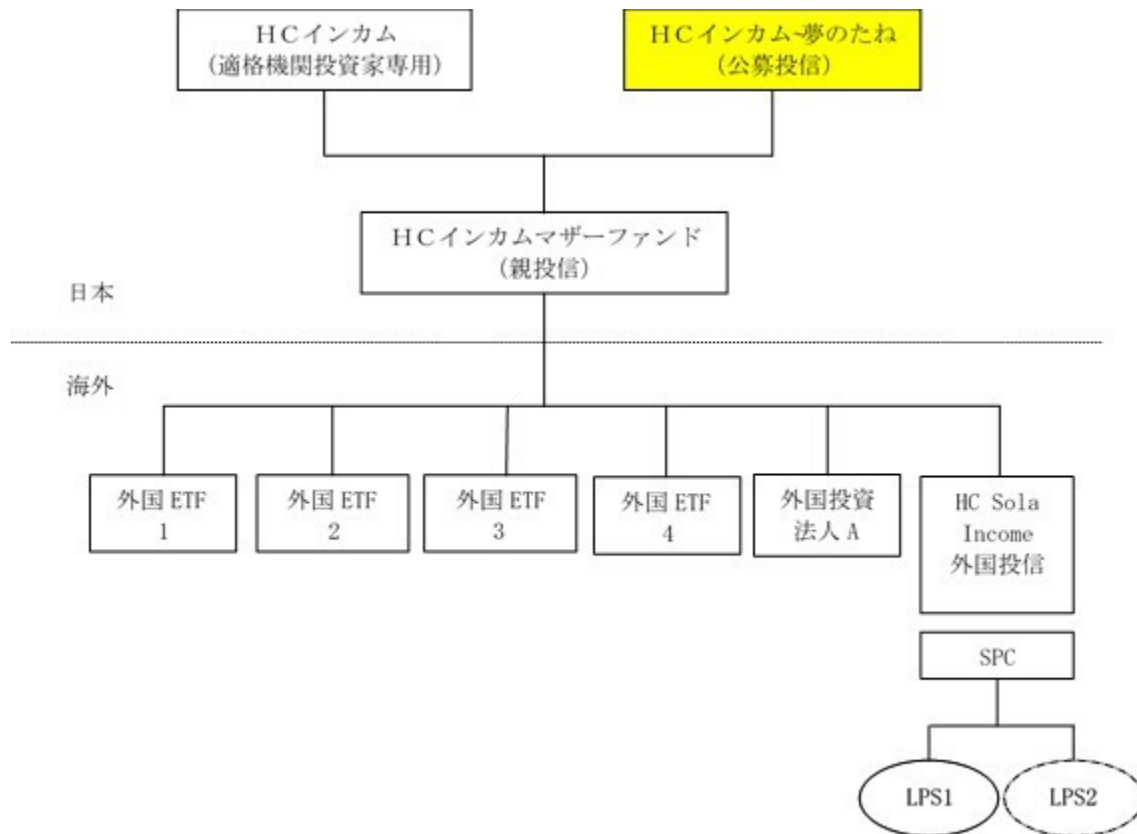 HCインカム
(適格機関投資家専用)
HCインカム~夢のたね
(公募投信)
HCインカムマザーファンド
(親投信)
日本
海外
外国 ETF
1
外国 ETF
2
外国 ETF
3
外国 ETF
4
外国投資
法人 A
HC Sola
Income
外国投信
SPC
LPS1
LPS2